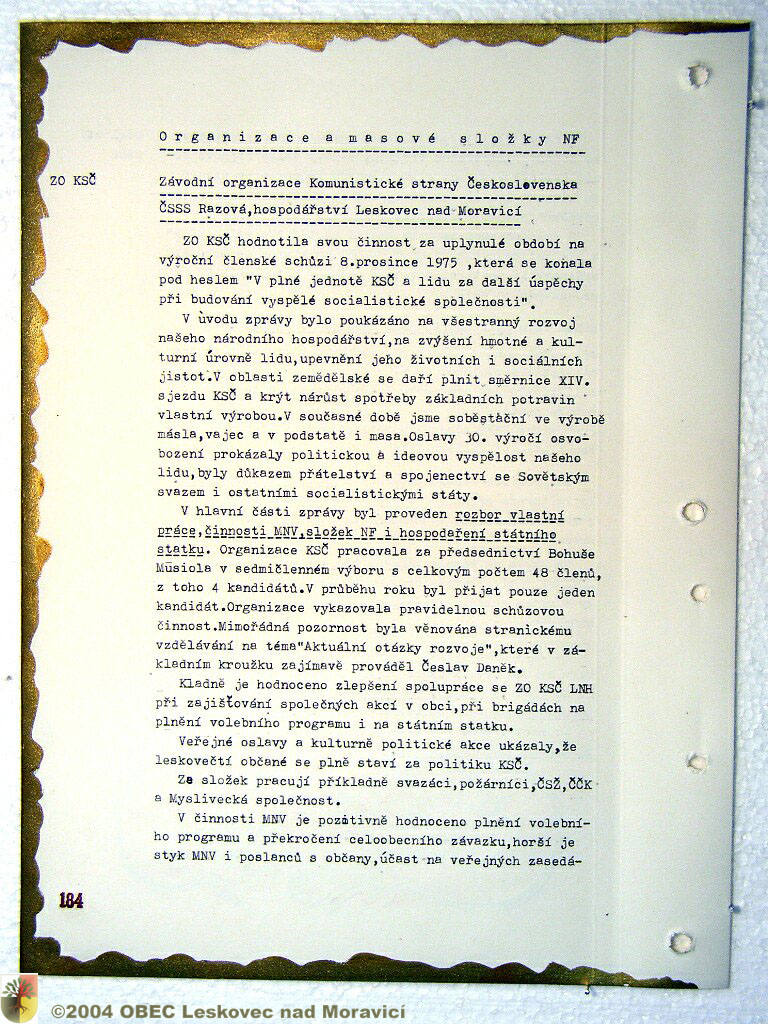 O r g a n i z a c e a m a s o v é s l o ž k y NF
ZO KSČ
Závodní organizace Komunistické strany Československa
ČSSS Razová,hospodářství Leskovec nad Moravicí
ZO KSČ hodnotila svou činnost za uplynulé období na
výroční členské schůzi 8.prosince 1975 ,která se konala
pod heslem "V plné jednotě KSČ a lidu za další úspěchy
při budování vyspělé socialistické společnosti".
V úvodu zprávy bylo poukázáno na všestranný rozvoj
našeho národního hospodářství,na zvýšení hmotné a kul-
turní úrovně lidu,upevnění jeho životních i sociálních
jistot.V oblasti zemědělské se daří plnit směrnice XIV.
sjezdu KSČ a krýt nárůst spotřeby základních potravin
vlastní výrobou.V současné době jsme soběstační ve výrobě
másla,vajec a v podstatě i masa.Oslavy 30. výročí osvo-
bození prokázaly politickou a ideovou vyspělost našeho
lidu,byly důkazem přátelství a spojenectví se Sovětským
svazem i ostatními socialistickými státy.
V hlavní části zprávy byl proveden rozbor vlastní
práce,činnosti MNV,složek NF i hospodaření státního
statku. Organizace KSČ pracovala za předsednictví Bohuše
Musiola v sedmičlenném výboru s celkovým počtem 48 členů,
z toho 4 kandidátů.V průběhu roku byl přijat pouze jeden
kandidát.Organizace vykazovala pravidelnou schůzovou
činnost.Mimořádná pozornost byla věnována stranickému
vzdělávání na téma"Aktuální otázky rozvoje",které v zá-
kladním kroužku zajímavě prováděl Česlav Daněk.
Kladně je hodnoceno zlepšení spolupráce se ZO KSČ LNH
při zajišťování společných akcí v obci,při brigádách na
plnění volebního programu i na státním statku.
Veřejné oslavy a kulturně politické akce ukázaly,že
leskovečtí občané se plně staví za politiku KSČ.
Ze složek pracují příkladně svazáci,požárníci,ČSŽ,ČČK
a Myslivecká společnost.
V činnosti MNV je pozitivně hodnoceno plnění volební-
ho programu a překročení celoobecního závazku,horší je
styk MNV i poslanců s občany,účast na veřejných zasedá-
184
©2004 OBEC Leskovec nad Moravicí